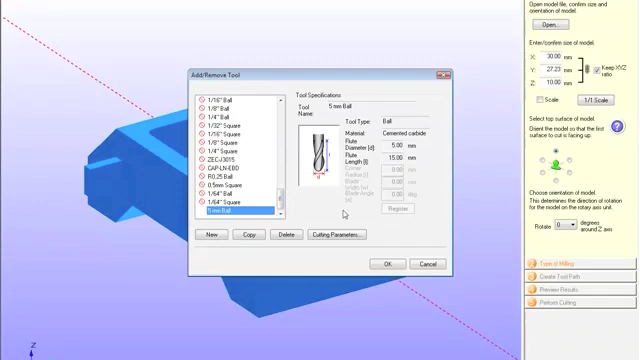 Add/Remove Tool
1/16" Ball
1/8" Ball
1/4" Ball
1/32" Square
1/16" Square
1/8" Square
1/4" Square
ZEC-J3015
CAP-LN-EBD
R0.25 Ball
0.5mm Square
1/64" Ball
1/64" Square
5 mm Ball
New
Copy
Delete
Cutting Parameters...
Tool Specifications
Tool Name:
5 mm Ball
Tool Type:
Ball
Material:
Cemented carbide
Flute Diameter [d]
5.00
mm
Flute Length [l]
15.00
mm
Corner Radius [r]
0.00
mm
Blade Width [w]
0.00
mm
Blade Angle [a]
0.00
Register
OK
Cancel
l
d
Z
Open model file, confirm size and orientation of model.
Open...
Enter/confirm size of model.
X:
30.00
mm
Y:
27.23
mm
Z:
10.00
mm
Keep XYZ ratio
Scale
1/1 Scale
Select top surface of model.
Orient the model so that the first surface to cut is facing up.
Choose orientation of model.
This determines the direction of rotation for the model on the rotary axis unit.
Rotate
0
degrees around Z axis
Type of Milling
Create Tool Path
Preview Results
Perform Cutting